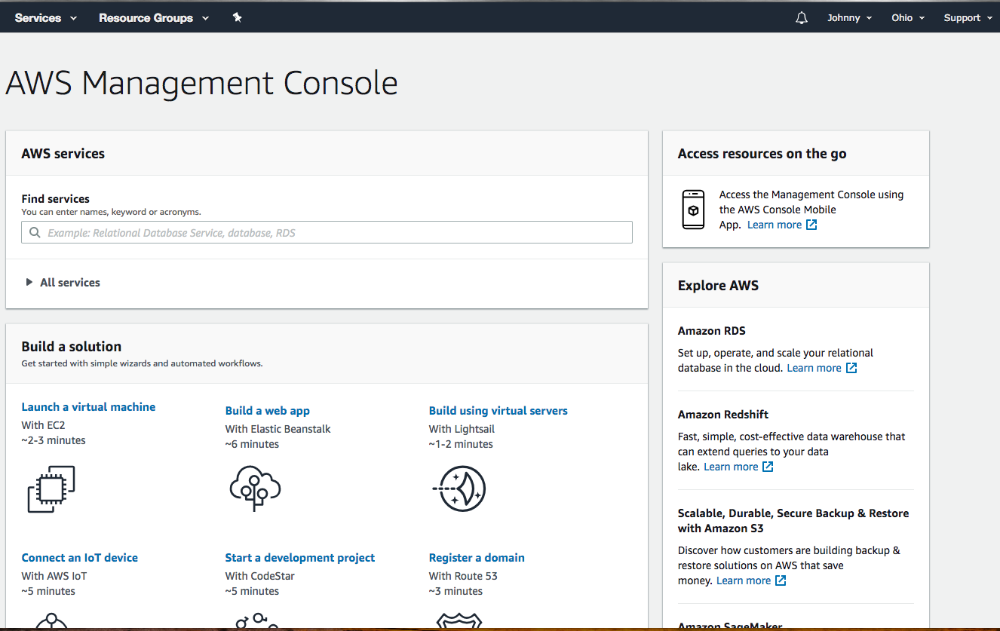 Services
Resource Groups
Johnny
Ohio
Support
AWS Management Console
AWS services
Find services
You can enter names, keyword or acronyms.
Example: Relational Database Service, database, RDS
All services
Build a solution
Get started with simple wizards and automated workflows.
Launch a virtual machine
With EC2
~2-3 minutes
Build a web app
With Elastic Beanstalk
~6 minutes
Build using virtual servers
With Lightsail
~1-2 minutes
Connect an IoT device
With AWS IoT
~5 minutes
Start a development project
With CodeStar
~5 minutes
Register a domain
With Route 53
~3 minutes
Access resources on the go
Access the Management Console using
the AWS Console Mobile
App. Learn more
Explore AWS
Amazon RDS
Set up, operate, and scale your relational
database in the cloud. Learn more
Amazon Redshift
Fast, simple, cost-effective data warehouse that
can extend queries to your data
lake. Learn more
Scalable, Durable, Secure Backup & Restore
with Amazon S3
Discover how customers are building backup &
restore solutions on AWS that save
money. Learn more
Amazon SageMaker